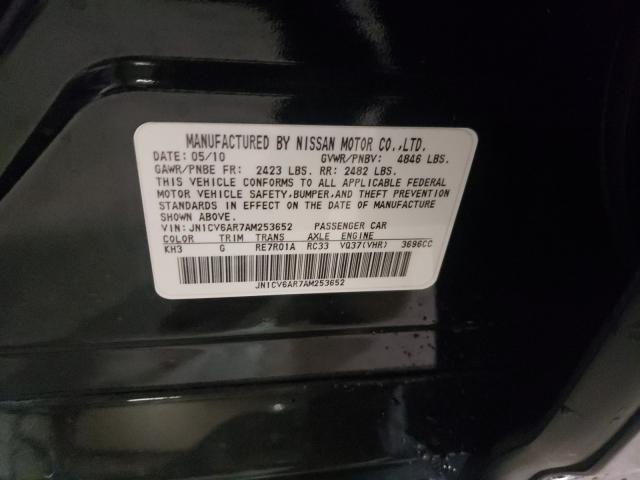 MANUFACTURED BY NISSAN MOTOR CO.,LTD.
DATE: 05/10 GVWR/PNBV: 4846 LBS.
GAWR/PNBE FR: 2423 LBS. RR: 2482 LBS.
THIS VEHICLE CONFORMS TO ALL APPLICABLE FEDERAL
MOTOR VEHICLE SAFETY,BUMPER,AND THEFT PREVENTION
STANDARDS IN EFFECT ON THE DATE OF MANUFACTURE
SHOWN ABOVE.
VIN: JN1CV6AR7AM253652 PASSENGER CAR
COLOR TRIM TRANS AXLE ENGINE
KH3 G RE7R01A RC33 VQ37(VHR) 3696CC
JN1CV6AR7AM253652